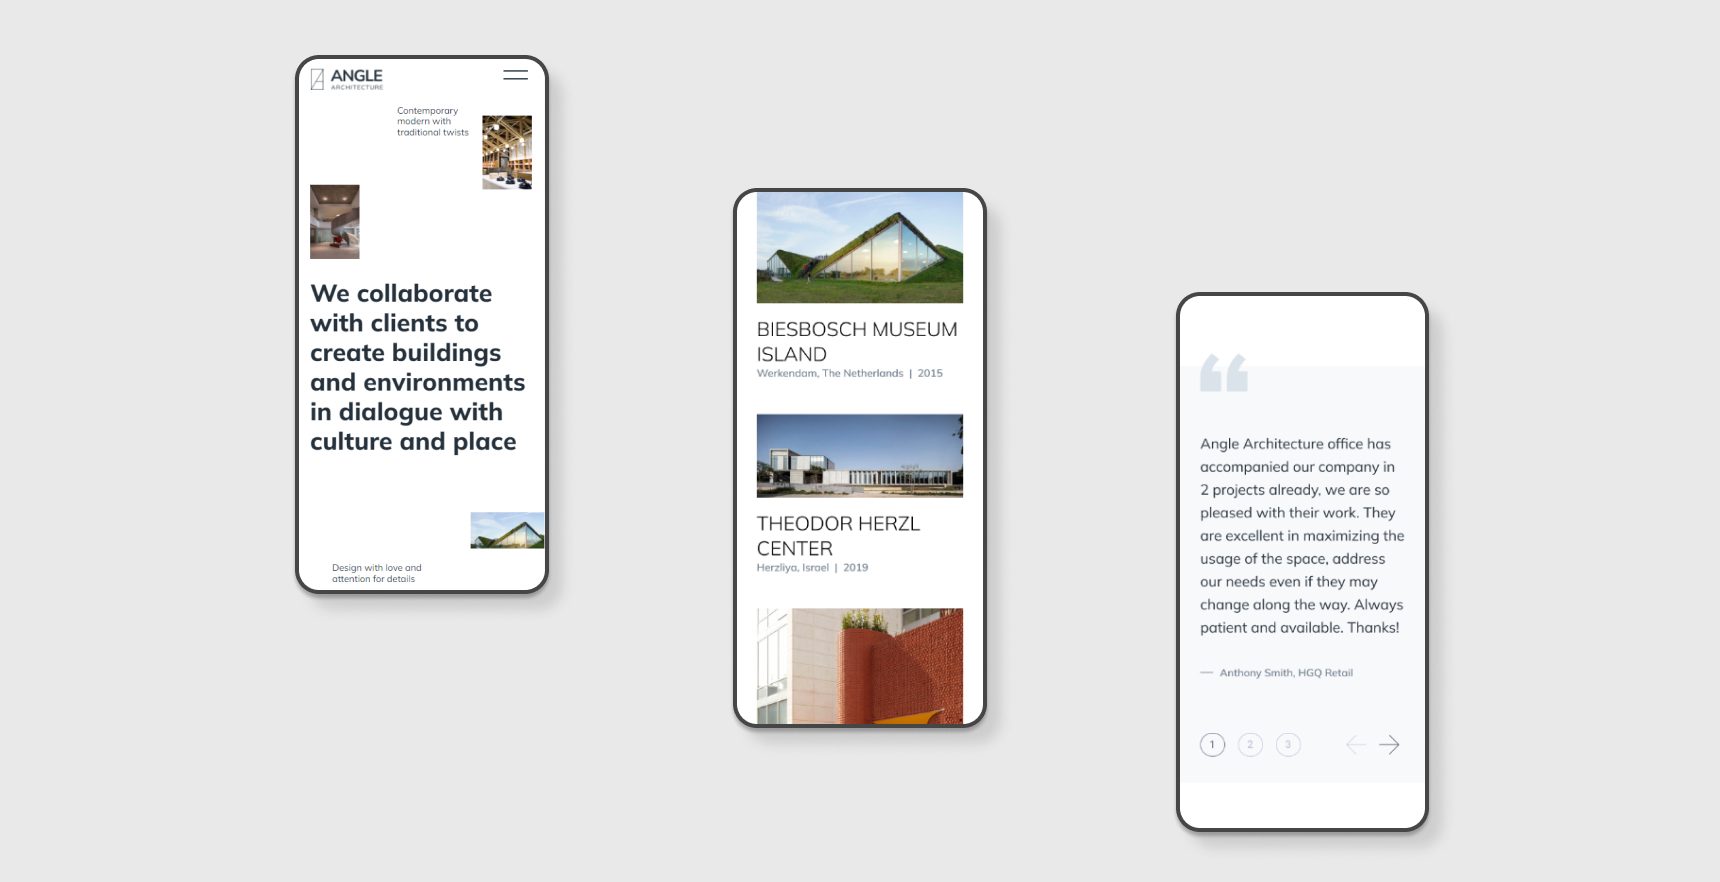 ANGLE
ARCHITECTURE
Contemporary
modern with
traditional twists
We collaborate
with clients to
create buildings
and environments
in dialogue with
culture and place
Design with love and
attention for details
BIESBOSCH MUSEUM
ISLAND
Werkendam, The Netherlands | 2015
THEODOR HERZL
CENTER
Herzliya, Israel | 2019
“
Angle Architecture office has
accompanied our company in
2 projects already, we are so
pleased with their work. They
are excellent in maximizing the
usage of the space, address
our needs even if they may
change along the way. Always
patient and available. Thanks!
— Anthony Smith, HGQ Retail
1 2 3 ← →